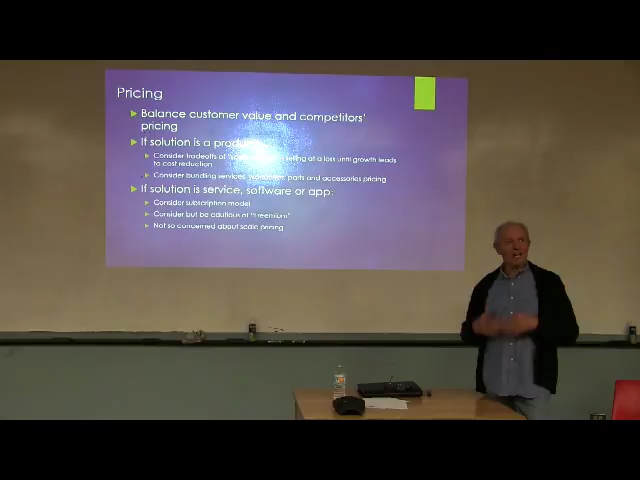 Pricing
Balance customer value and competitors'
pricing
If solution is a product
Consider tradeoffs of selling at a loss until growth leads
to cost reduction
Consider bundling services, parts and accessories pricing
If solution is service, software or app:
Consider subscription model
Consider but be cautious of "Freemium"
Not so concerned about scale pricing